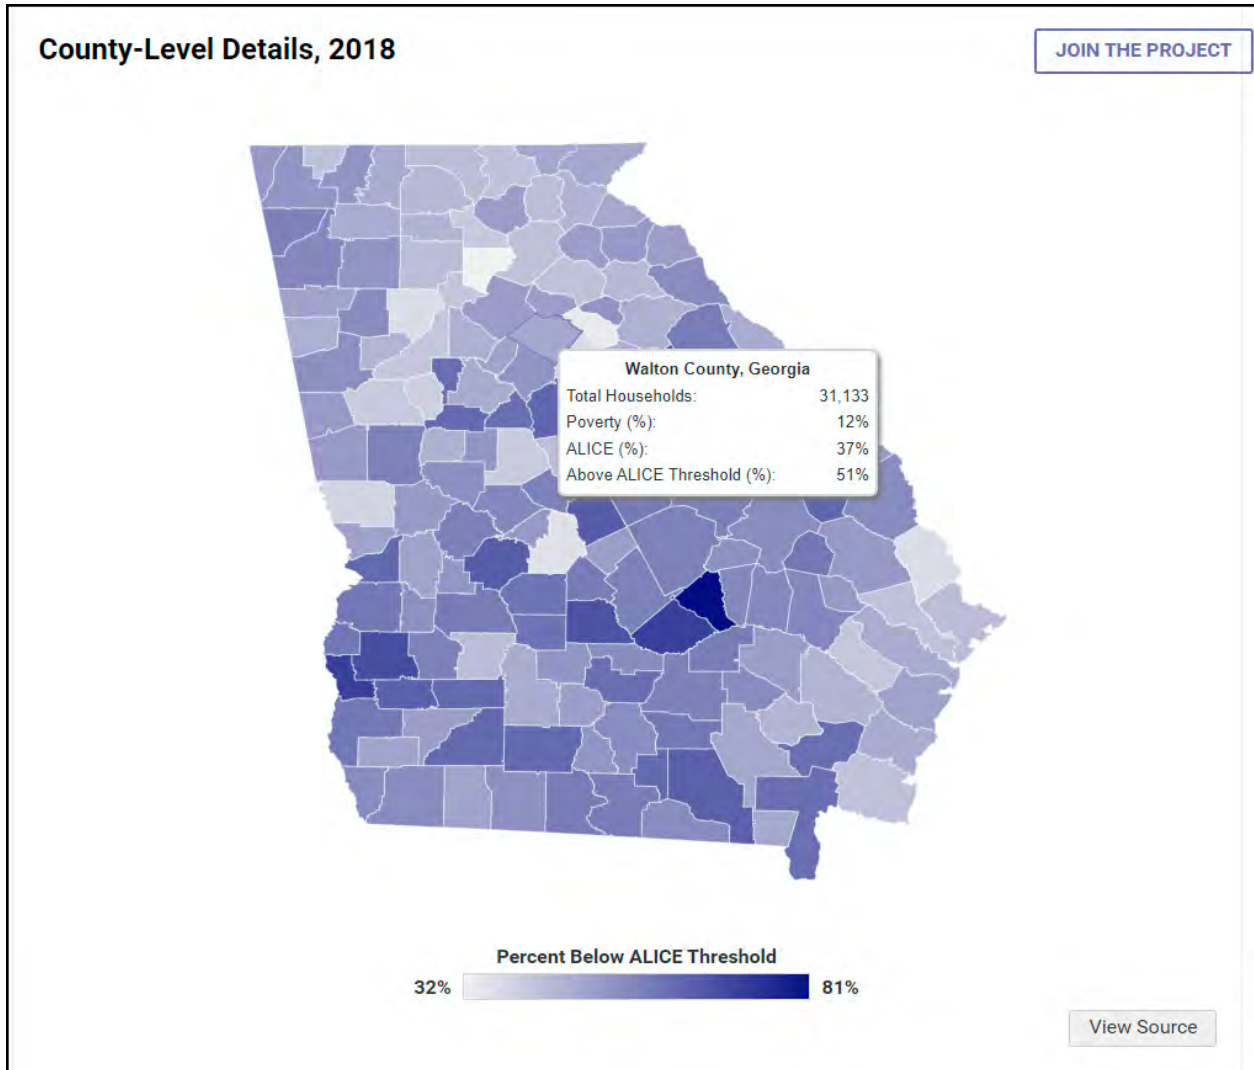 County-Level Details, 2018
JOIN THE PROJECT
Walton County, Georgia
Total Households: 31,133
Poverty (%): 12%
ALICE (%): 37%
Above ALICE Threshold (%): 51%
Percent Below ALICE Threshold
32% 81%
View Source